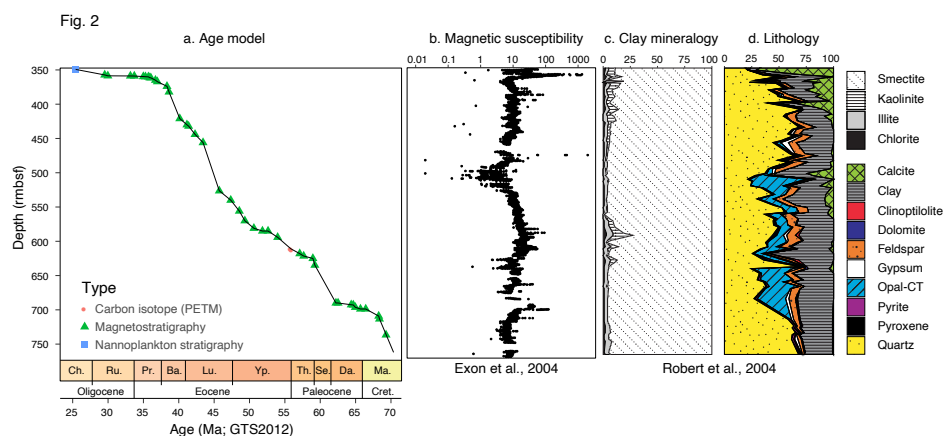 Fig. 2
a. Age model
b. Magnetic susceptibility
c. Clay mineralogy
d. Lithology
0.01 0.1 1 10 100 1000
0 25 50 75 100
0 25 50 75 100
Depth (rmbsf)
350
400
450
500
550
600
650
700
750
Type
Carbon isotope (PETM)
Magnetostratigraphy
Nannoplankton stratigraphy
Ch. Ru. Pr. Ba. Lu. Yp. Th. Se. Da. Ma.
Oligocene Eocene Paleocene Cret.
25 30 35 40 45 50 55 60 65 70
Age (Ma; GTS2012)
Exon et al., 2004
Robert et al., 2004
Smectite
Kaolinite
Illite
Chlorite
Calcite
Clay
Clinoptilolite
Dolomite
Feldspar
Gypsum
Opal-CT
Pyrite
Pyroxene
Quartz